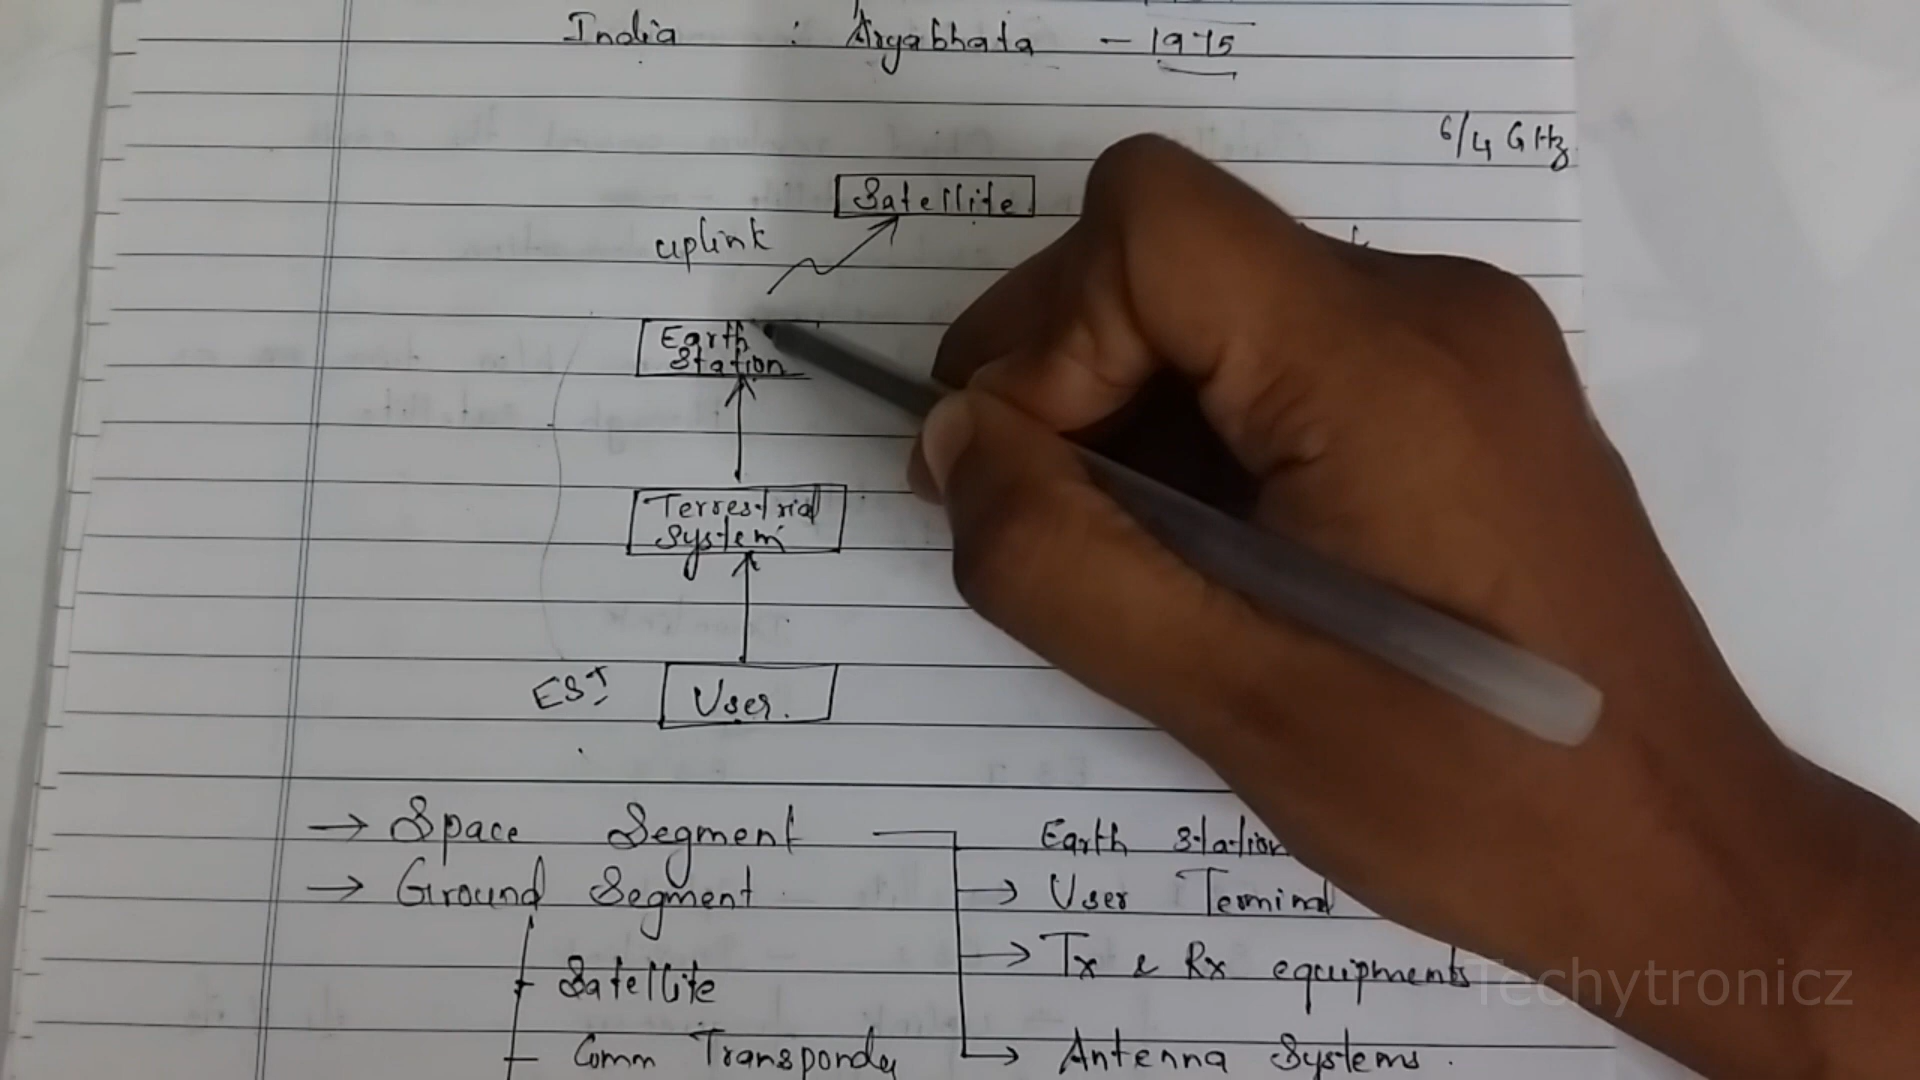 India : Aryabhata - 1975
6/4 GHz
Satellite
uplink
Earth
Station
Terrestrial
System
EST
User.
→ Space Segment
Earth Station
→ Ground Segment
→ User Terminal
→ Tx & Rx equipments
Satellite
Comm Transponder
→ Antenna Systems.
Techytronicz